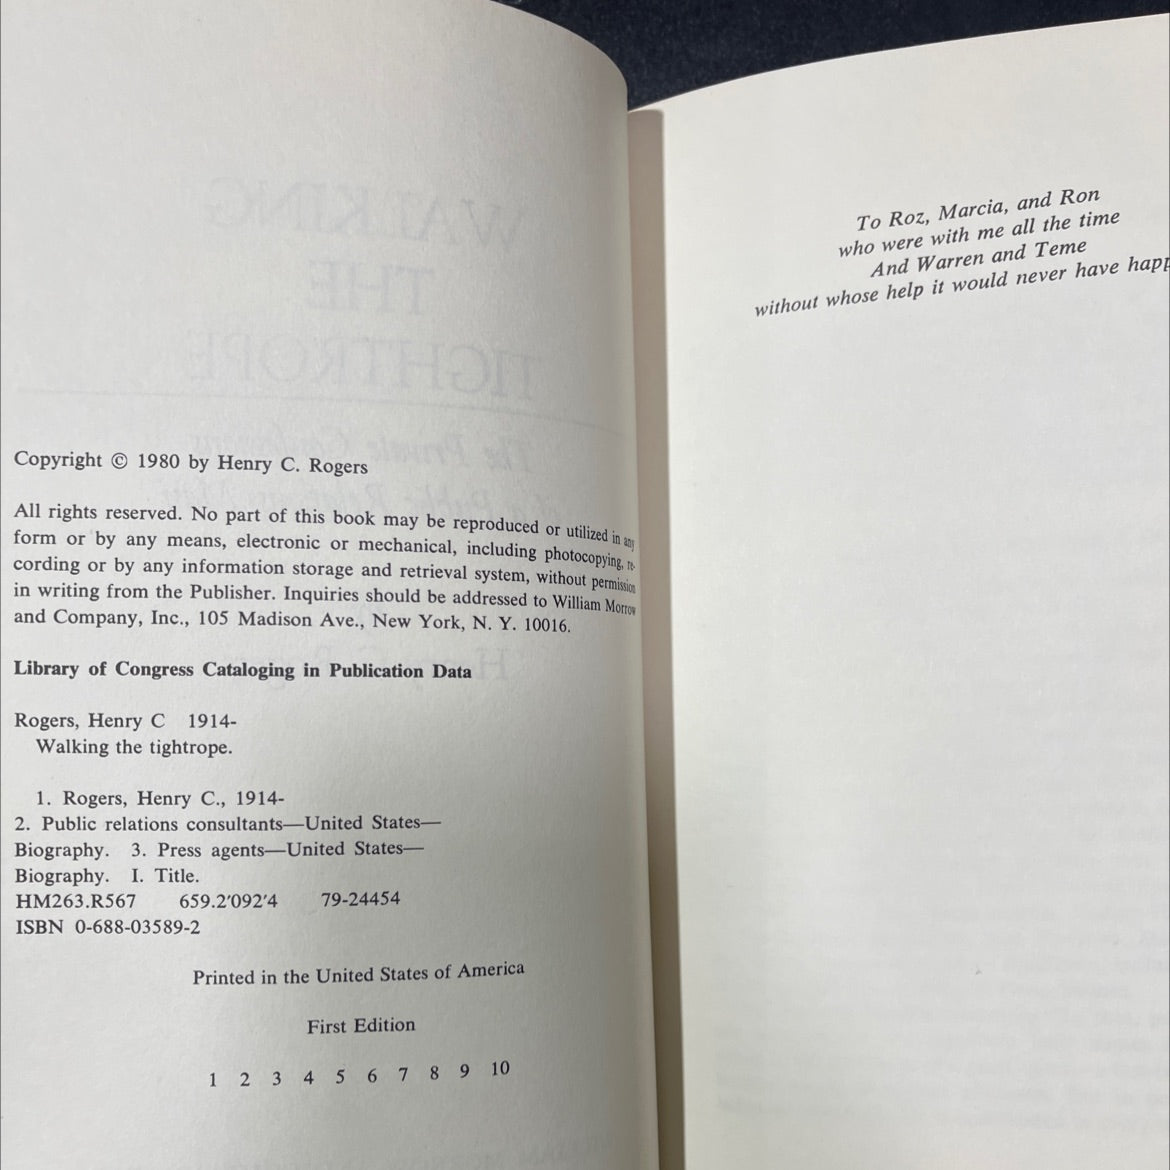 Copyright © 1980 by Henry C. Rogers
All rights reserved. No part of this book may be reproduced or utilized in any
form or by any means, electronic or mechanical, including photocopying, re-
cording or by any information storage and retrieval system, without permission
in writing from the Publisher. Inquiries should be addressed to William Morrow
and Company, Inc., 105 Madison Ave., New York, N. Y. 10016.
Library of Congress Cataloging in Publication Data
Rogers, Henry C 1914-
Walking the tightrope.
1. Rogers, Henry C., 1914-
2. Public relations consultants—United States—
Biography. 3. Press agents—United States—
Biography. I. Title.
HM263.R567 659.2′092′4 79-24454
ISBN 0-688-03589-2
Printed in the United States of America
First Edition
1 2 3 4 5 6 7 8 9 10
To Roz, Marcia, and Ron
who were with me all the time
And Warren and Teme
without whose help it would never have happ